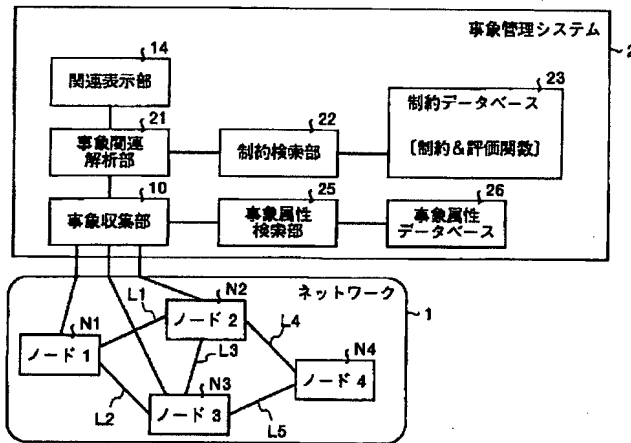 事象管理システム
2
14
関連表示部
21
事象関連
解析部
22
制約検索部
23
制約データベース
〔制約&評価関数〕
10
事象収集部
25
事象属性
検索部
26
事象属性
データベース
ネットワーク
1
N1
ノード 1
L1
N2
ノード 2
L4
L3
N4
ノード 4
L2
N3
ノード 3
L5